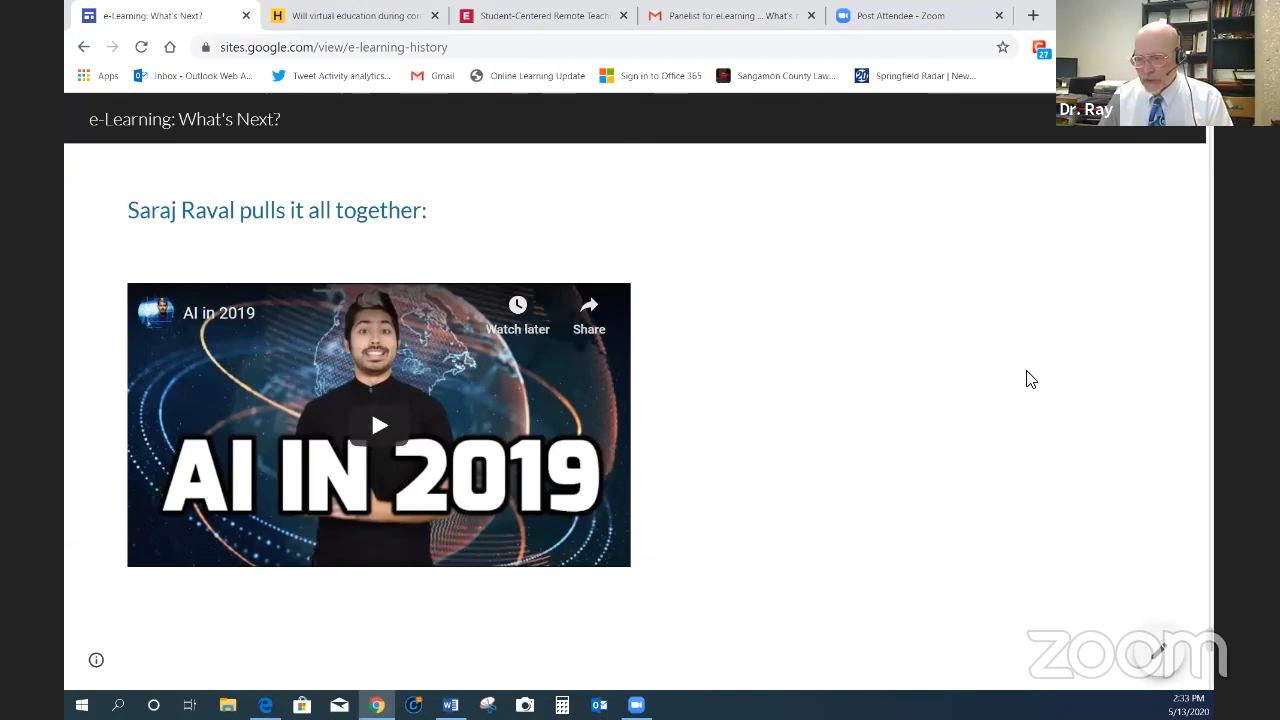 e-Learning: What's Next?
Will virtual education during cor
Student-Centered Remote Teach
Panelist for eLearning ... What's n
Post Attendee - Zoom
sites.google.com/view/e-learning-history
27
Apps
Inbox - Outlook Web A...
Tweet Activity analytics...
Gmail
Online Learning Update
Sign in to Office 365
Sangamon County Law...
Springfield Radar | New...
Dr. Ray
e-Learning: What's Next?
Saraj Raval pulls it all together:
AI in 2019
Watch later
Share
AI IN 2019
zoom
2:33 PM
5/13/2020